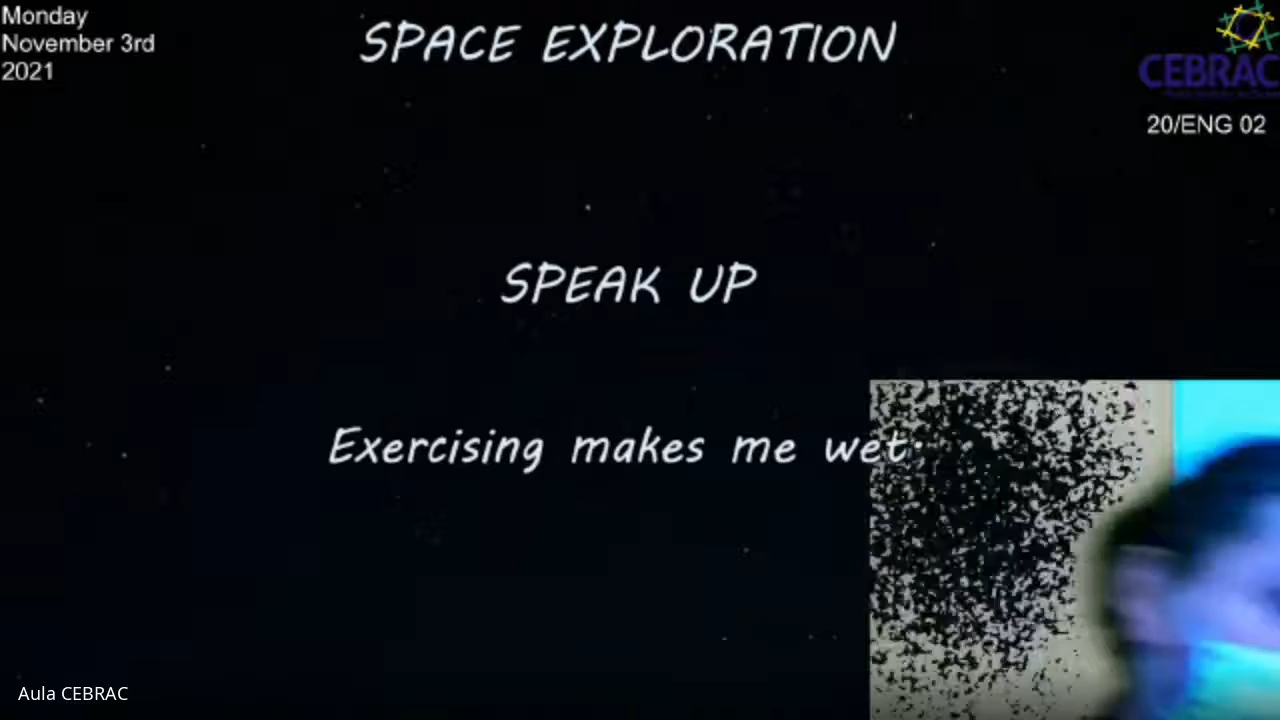 Monday
November 3rd
2021
SPACE EXPLORATION
CEBRAC
20/ENG 02
SPEAK UP
Exercising makes me wet.
Aula CEBRAC